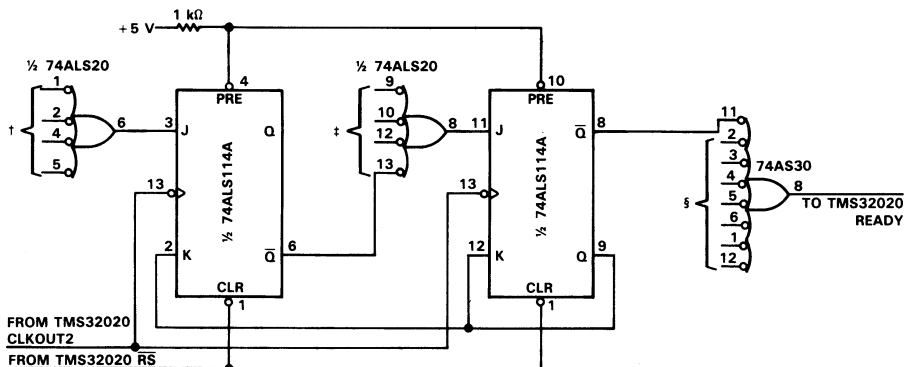 1 kΩ
+5 V
½ 74ALS20
1
2
4
5
†
6
3
J
4
PRE
Q
13
½ 74ALS114A
2
K
Q̅
6
CLR
1
½ 74ALS20
9
10
12
13
‡
8
11
J
10
PRE
Q̅
8
13
½ 74ALS114A
12
K
Q
9
CLR
1
11
2
3
4
5
6
1
12
§
74AS30
8
TO TMS32020
READY
FROM TMS32020
CLKOUT2
FROM TMS32020 R̅S̅